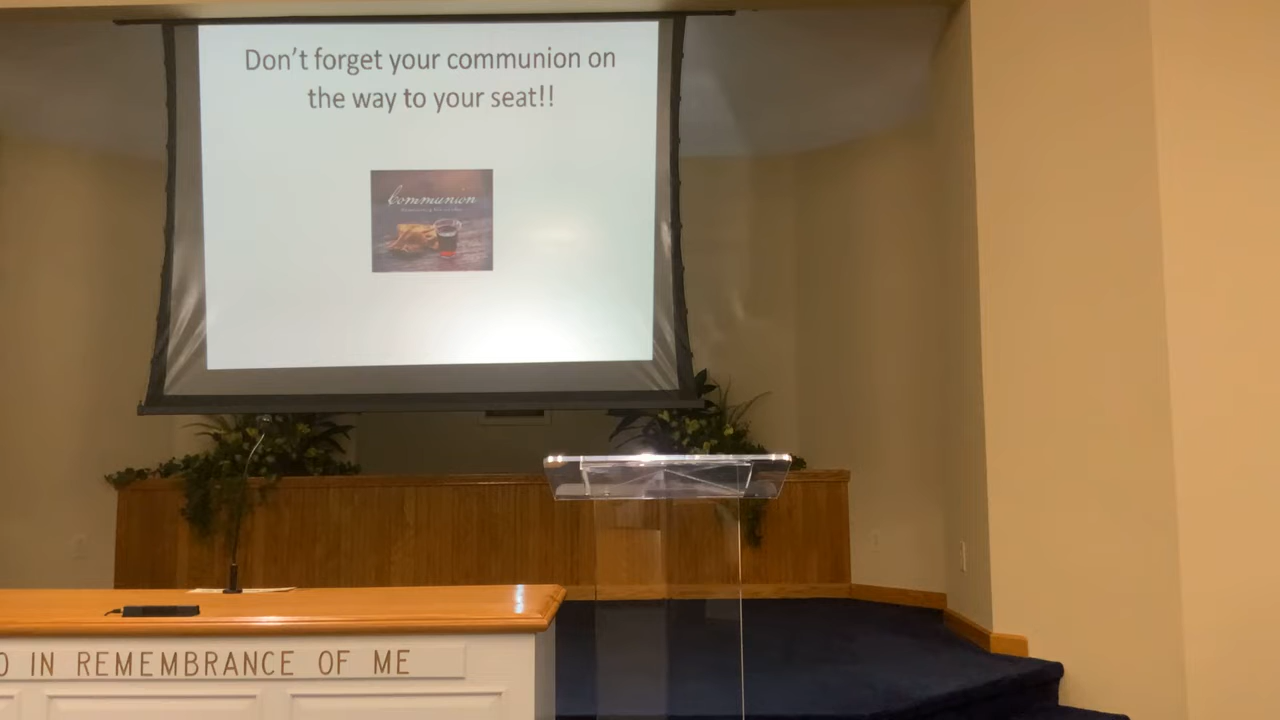 Don't forget your communion on
the way to your seat!!
Communion
O IN REMEMBRANCE OF ME